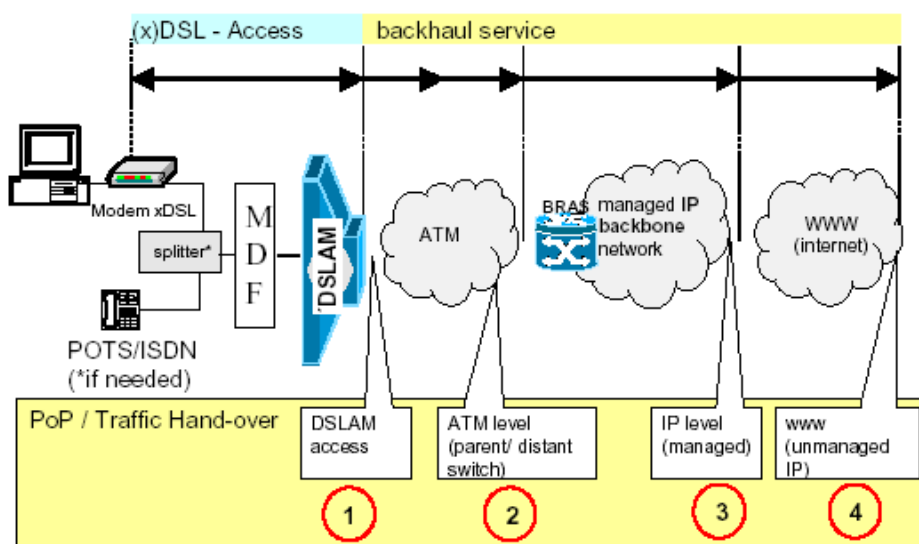 (x)DSL - Access
backhaul service
Modem xDSL
splitter*
M
D
F
DSLAM
ATM
BRAS
managed IP
backbone
network
WWW
(internet)
POTS/ISDN
(*if needed)
PoP / Traffic Hand-over
DSLAM
access
ATM level
(parent/ distant
switch)
IP level
(managed)
www
(unmanaged
IP)
1
2
3
4